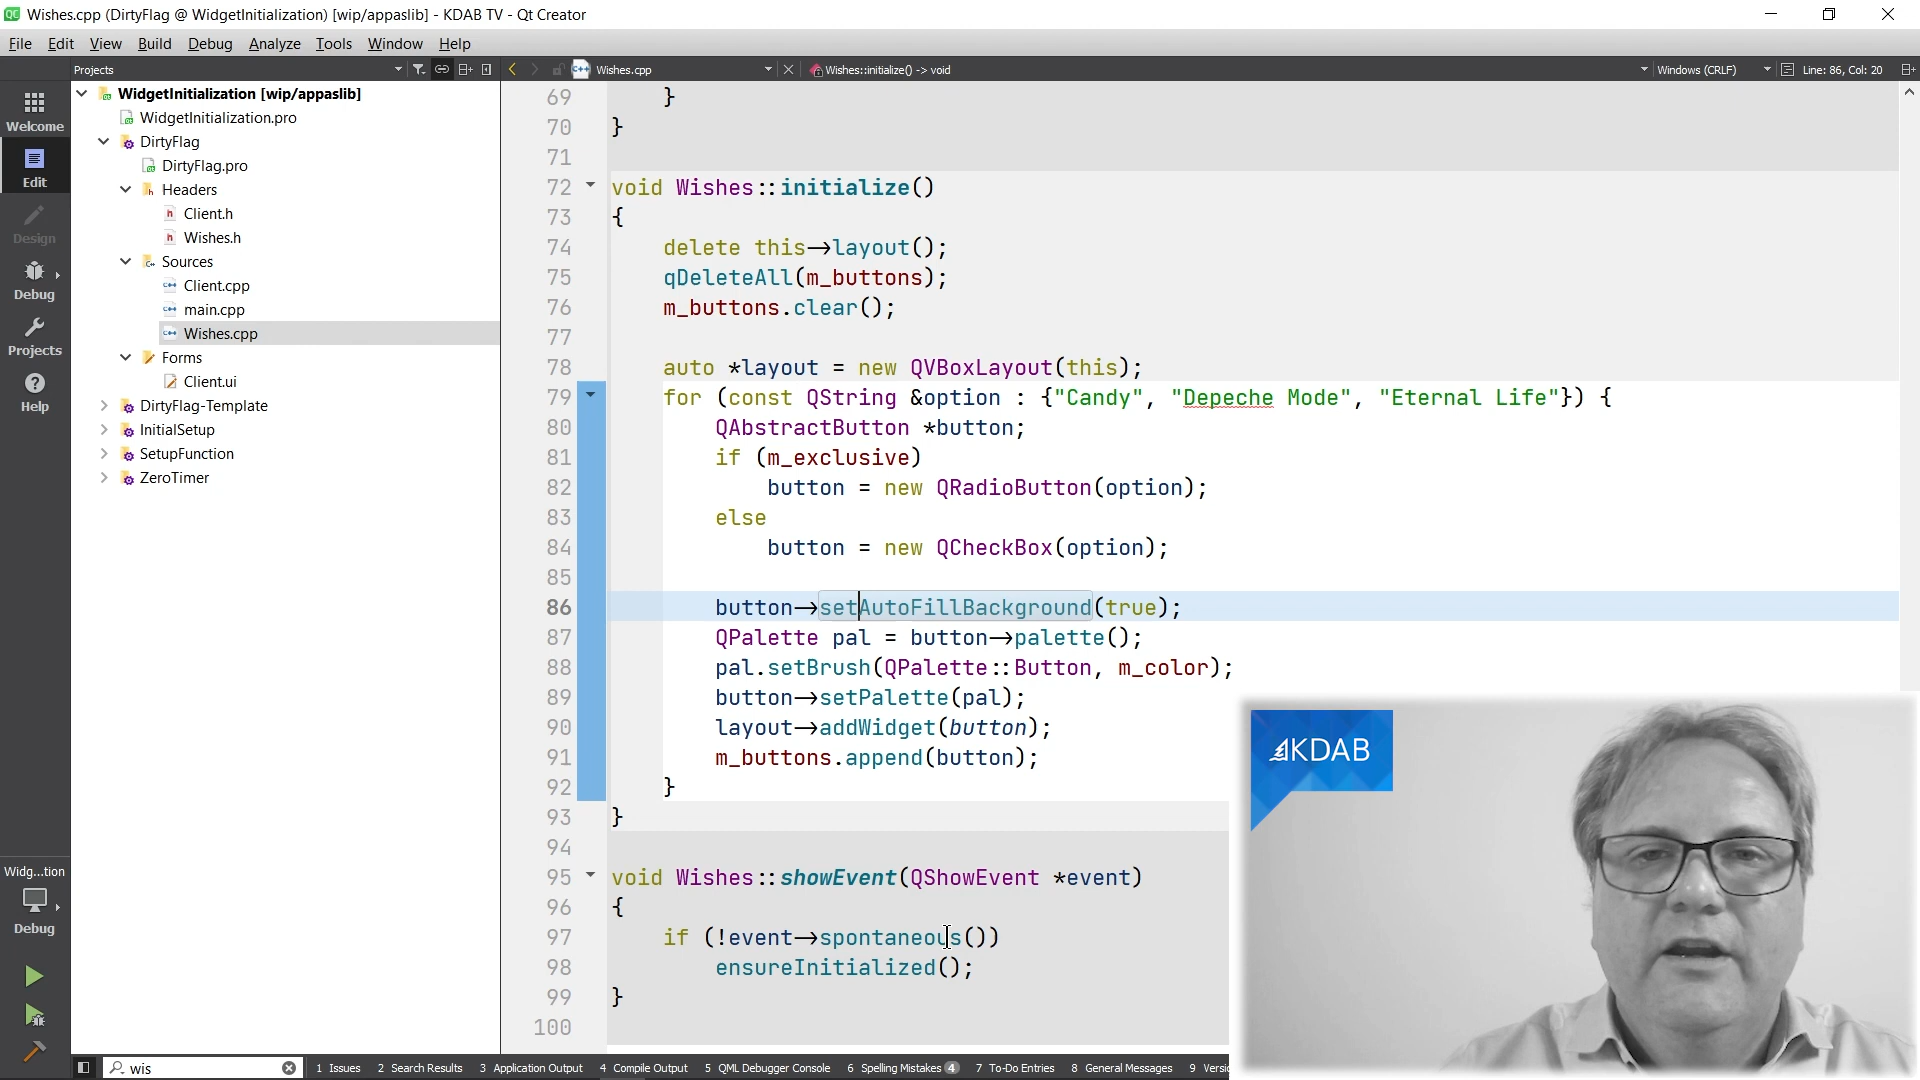 Wishes.cpp (DirtyFlag @ WidgetInitialization) [wip/appaslib] - KDAB TV - Qt Creator
File Edit View Build Debug Analyze Tools Window Help
Projects
Wishes.cpp
Wishes::initialize() -> void
Windows (CRLF)
Line: 86, Col: 20
Welcome
Edit
Design
Debug
Projects
Help
Widg...tion
Debug
WidgetInitialization [wip/appaslib]
WidgetInitialization.pro
DirtyFlag
DirtyFlag.pro
Headers
Client.h
Wishes.h
Sources
Client.cpp
main.cpp
Wishes.cpp
Forms
Client.ui
DirtyFlag-Template
InitialSetup
SetupFunction
ZeroTimer
69 }
70 }
71
72 void Wishes::initialize()
73 {
74 delete this→layout();
75 qDeleteAll(m_buttons);
76 m_buttons.clear();
77
78 auto *layout = new QVBoxLayout(this);
79 for (const QString &option : {"Candy", "Depeche Mode", "Eternal Life"}) {
80 QAbstractButton *button;
81 if (m_exclusive)
82 button = new QRadioButton(option);
83 else
84 button = new QCheckBox(option);
85
86 button→setAutoFillBackground(true);
87 QPalette pal = button→palette();
88 pal.setBrush(QPalette::Button, m_color);
89 button→setPalette(pal);
90 layout→addWidget(button);
91 m_buttons.append(button);
92 }
93 }
94
95 void Wishes::showEvent(QShowEvent *event)
96 {
97 if (!event→spontaneous())
98 ensureInitialized();
99 }
100
KDAB
wis
1 Issues 2 Search Results 3 Application Output 4 Compile Output 5 QML Debugger Console 6 Spelling Mistakes 4 7 To-Do Entries 8 General Messages 9